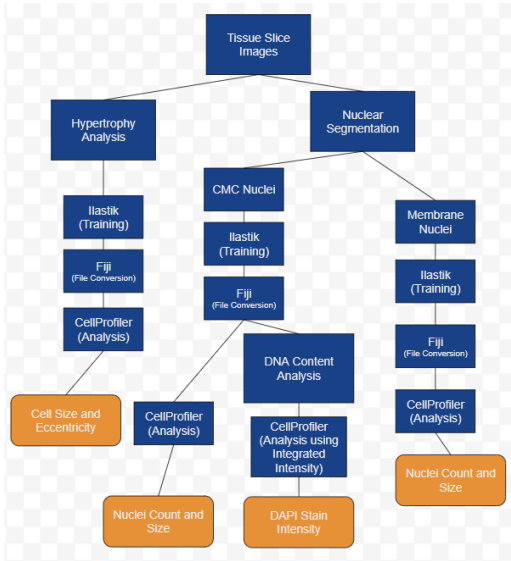 Tissue Slice
Images
Hypertrophy
Analysis
Nuclear
Segmentation
CMC Nuclei
Membrane
Nuclei
Ilastik
(Training)
Ilastik
(Training)
Ilastik
(Training)
Fiji
(File Conversion)
Fiji
(File Conversion)
Fiji
(File Conversion)
CellProfiler
(Analysis)
DNA Content
Analysis
CellProfiler
(Analysis)
CellProfiler
(Analysis)
CellProfiler
(Analysis using
Integrated
Intensity)
Cell Size and
Eccentricity
Nuclei Count and
Size
Nuclei Count and
Size
DAPI Stain
Intensity